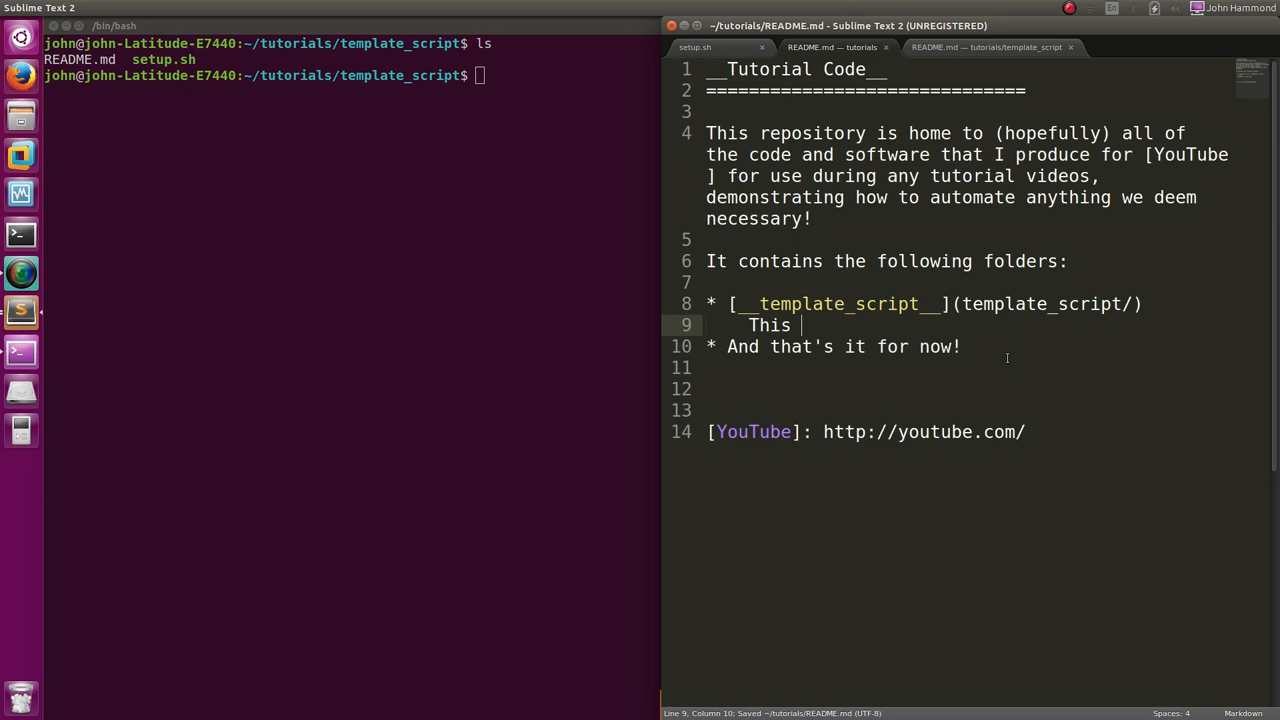 Sublime Text 2
En
John Hammond
/bin/bash
john@john-Latitude-E7440:~/tutorials/template_script$ ls
README.md  setup.sh
john@john-Latitude-E7440:~/tutorials/template_script$
~/tutorials/README.md - Sublime Text 2 (UNREGISTERED)
setup.sh × README.md — tutorials × README.md — tutorials/template_script ×
1 __Tutorial Code__
2 ==============================
3
4 This repository is home to (hopefully) all of
the code and software that I produce for [YouTube
] for use during any tutorial videos,
demonstrating how to automate anything we deem
necessary!
5
6 It contains the following folders:
7
8 * [__template_script__](template_script/)
9 This
10 * And that's it for now!
11
12
13
14 [YouTube]: http://youtube.com/
Line 9, Column 10; Saved ~/tutorials/README.md (UTF-8)
Spaces: 4
Markdown